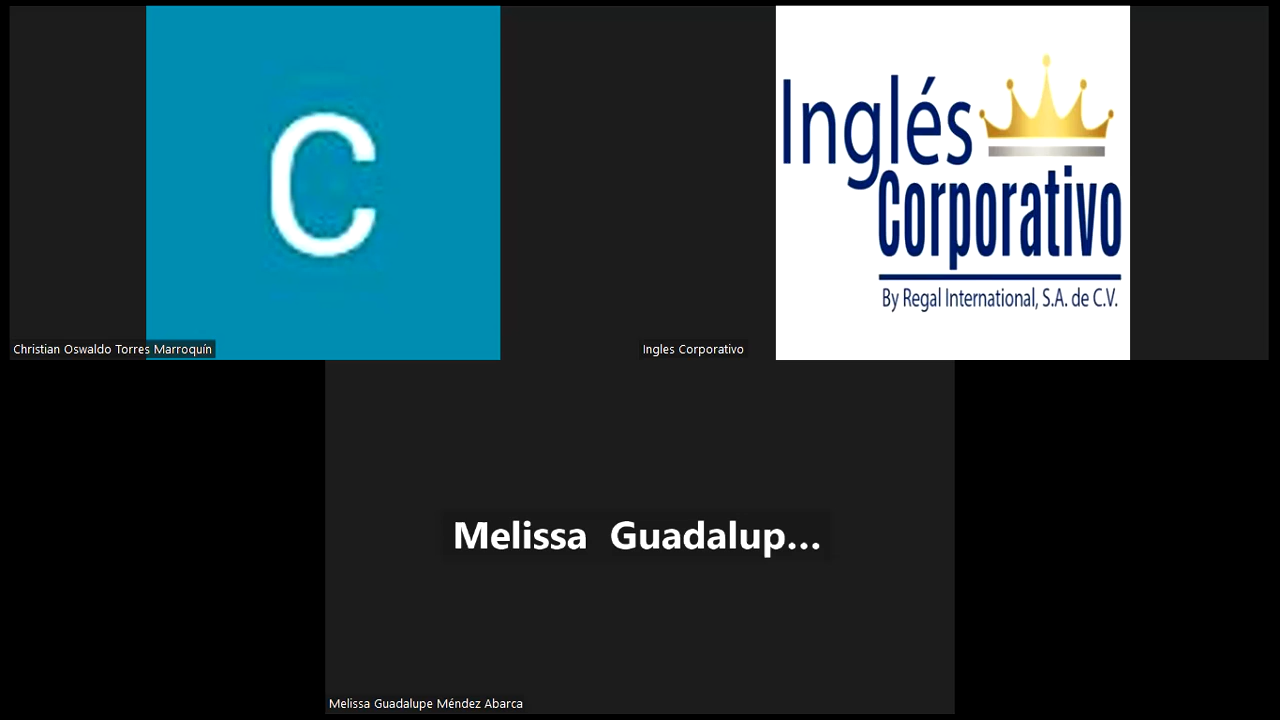 C
Christian Oswaldo Torres Marroquín
Inglés
Corporativo
By Regal International, S.A. de C.V.
Ingles Corporativo
Melissa Guadalup...
Melissa Guadalupe Méndez Abarca